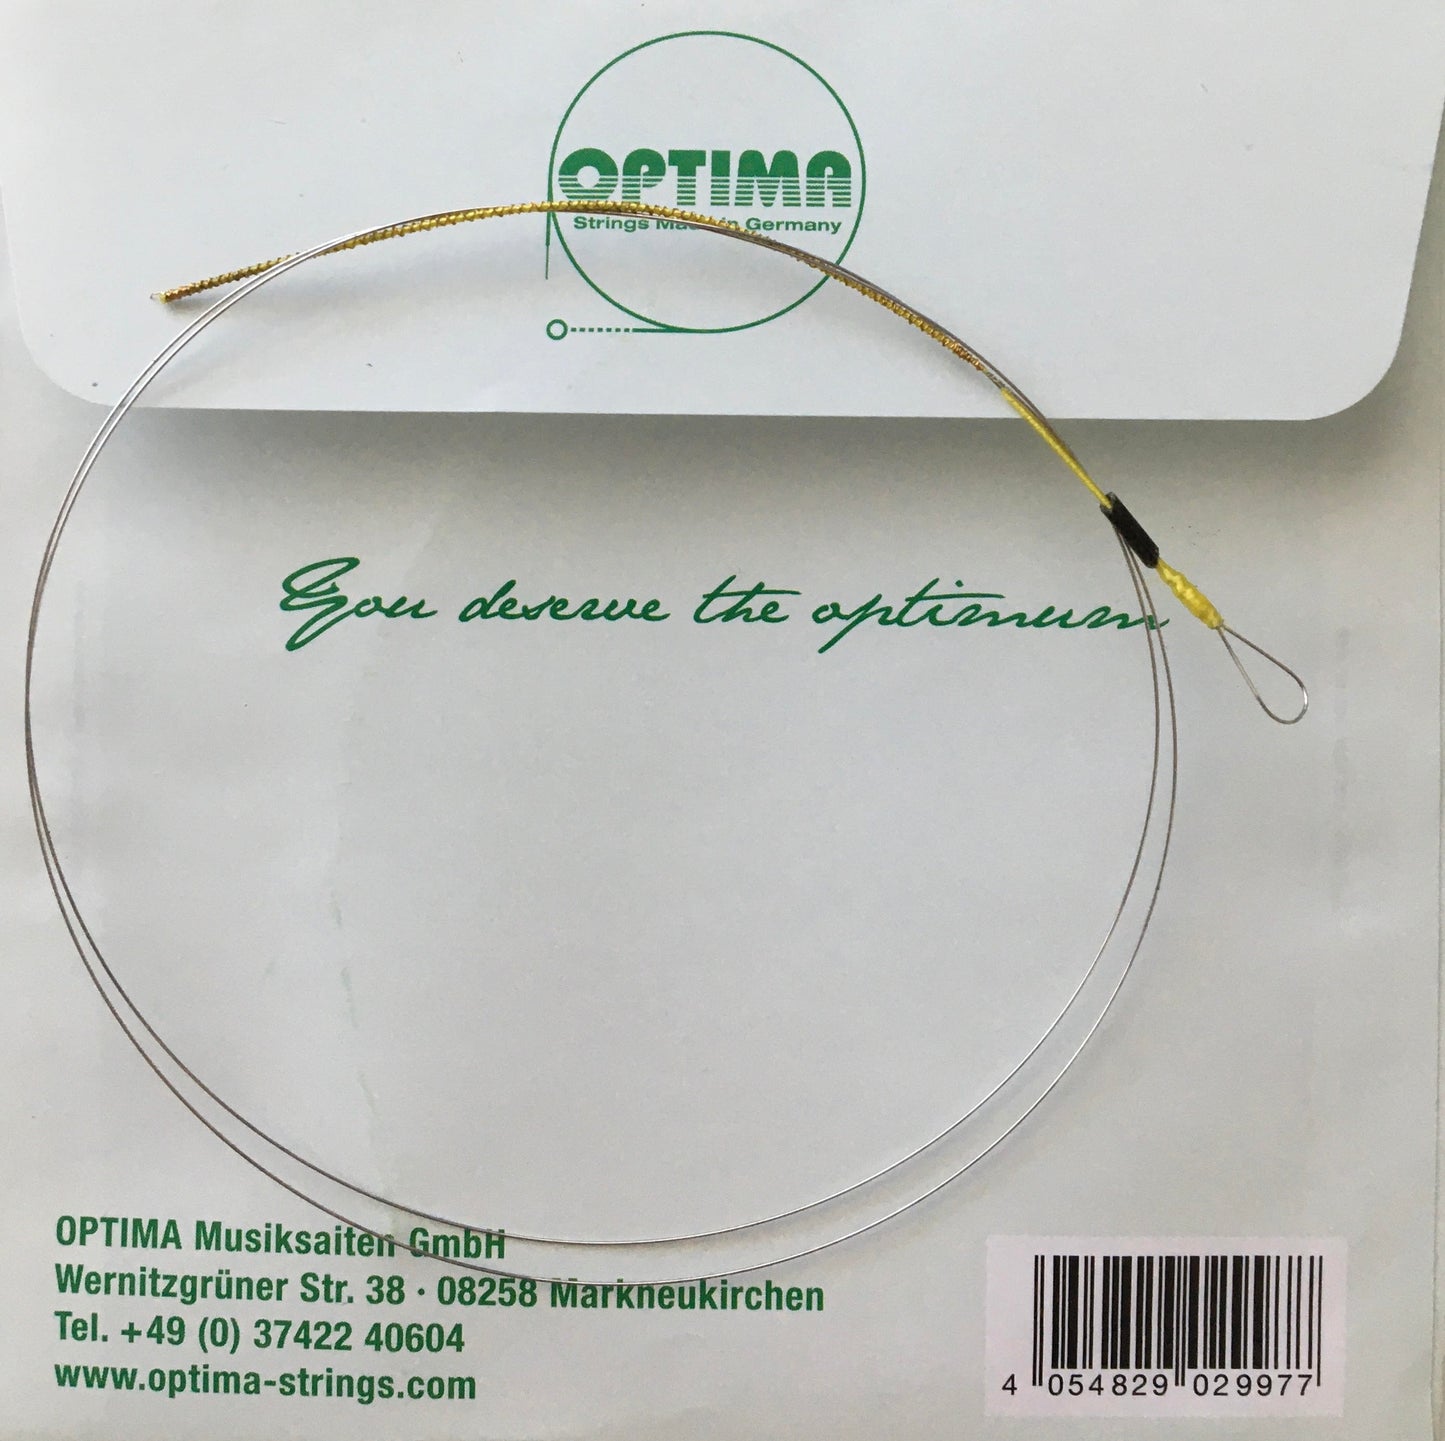 OPTIMA
Strings Made in Germany
You deserve the optimum
OPTIMA Musiksaiten GmbH
Wernitzgrüner Str. 38 · 08258 Markneukirchen
Tel. +49 (0) 37422 40604
www.optima-strings.com
4 054829 029977